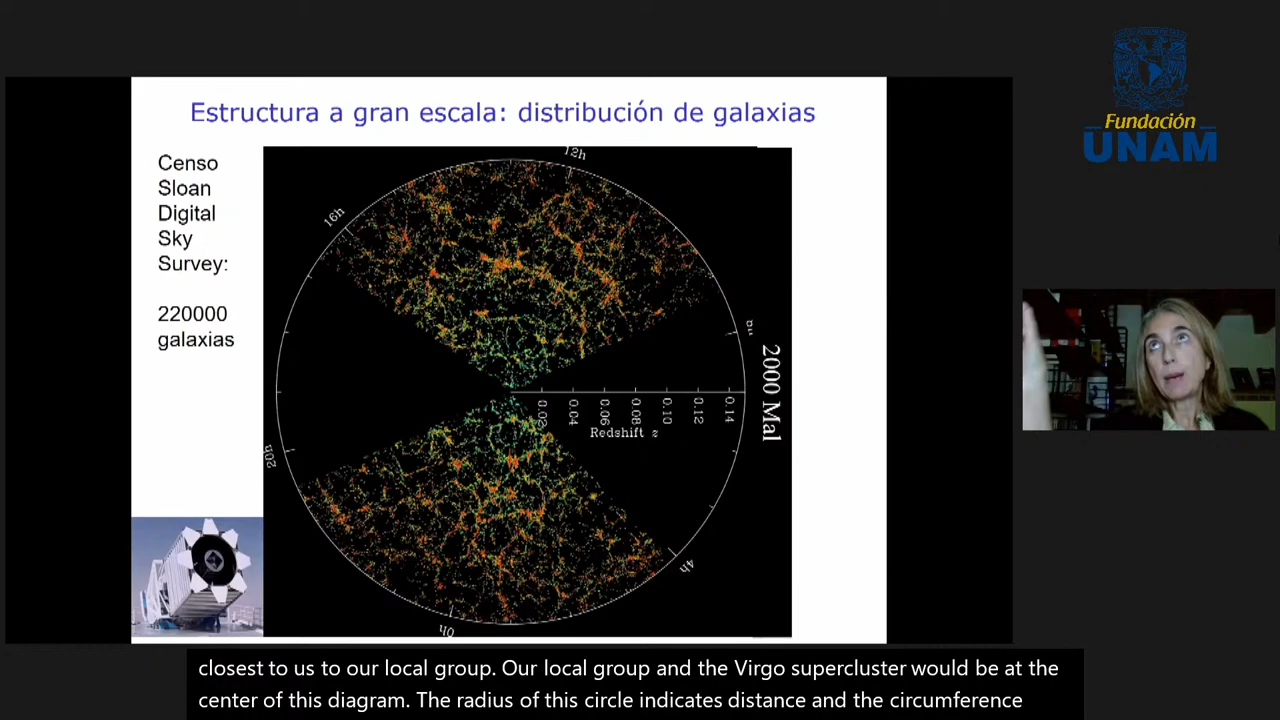 Estructura a gran escala: distribución de galaxias
Censo
Sloan
Digital
Sky
Survey:
220000
galaxias
12h
16h
20h
0h
4h
0.02
0.04
0.06
0.08
0.10
0.12
0.14
Redshift z
2000 Mal
Fundación
UNAM
closest to us to our local group. Our local group and the Virgo supercluster would be at the
center of this diagram. The radius of this circle indicates distance and the circumference